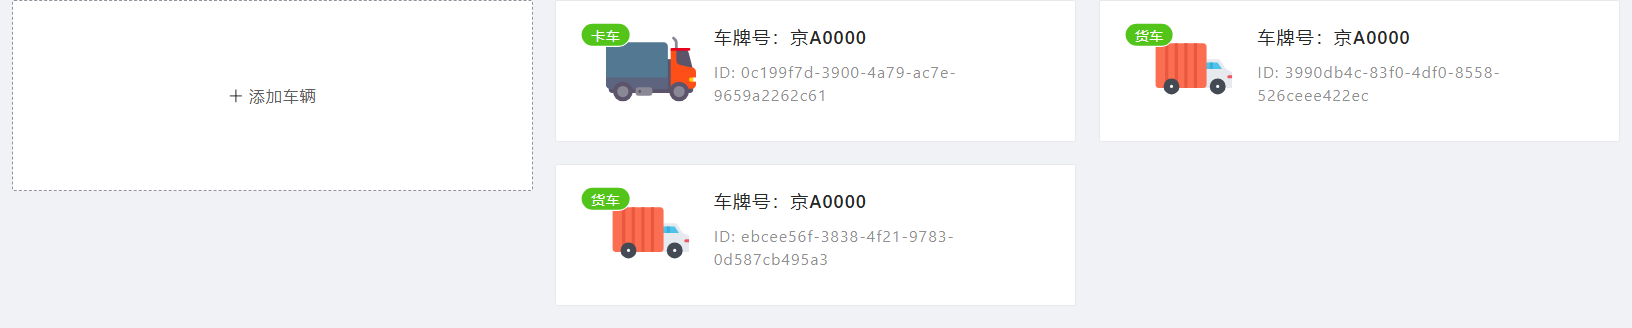 + 添加车辆
卡车
车牌号：京A0000
ID: 0c199f7d-3900-4a79-ac7e-
9659a2262c61
货车
车牌号：京A0000
ID: 3990db4c-83f0-4df0-8558-
526ceee422ec
货车
车牌号：京A0000
ID: ebcee56f-3838-4f21-9783-
0d587cb495a3